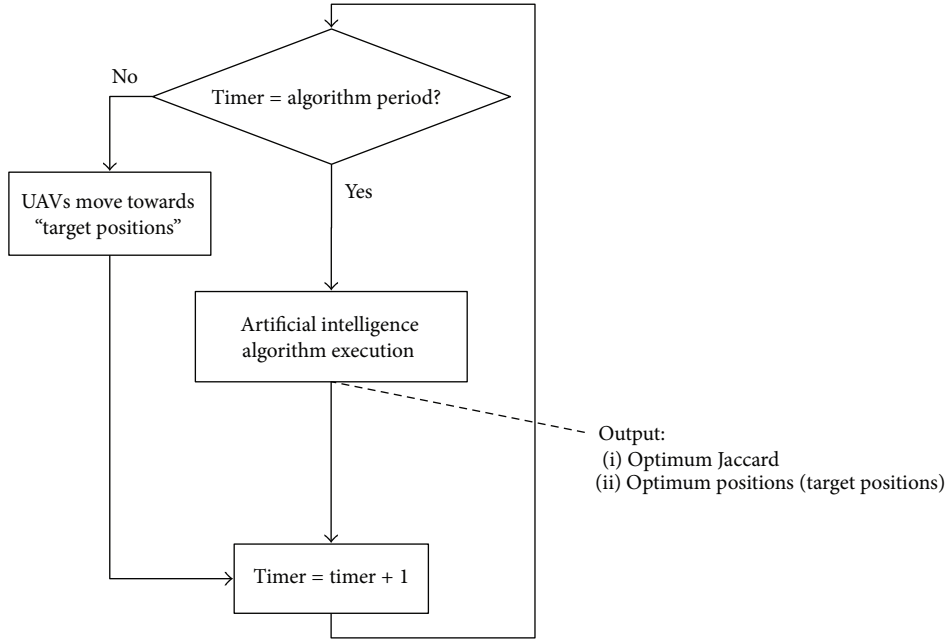 No
Timer = algorithm period?
UAVs move towards
“target positions”
Yes
Artificial intelligence
algorithm execution
Output:
(i) Optimum Jaccard
(ii) Optimum positions (target positions)
Timer = timer + 1